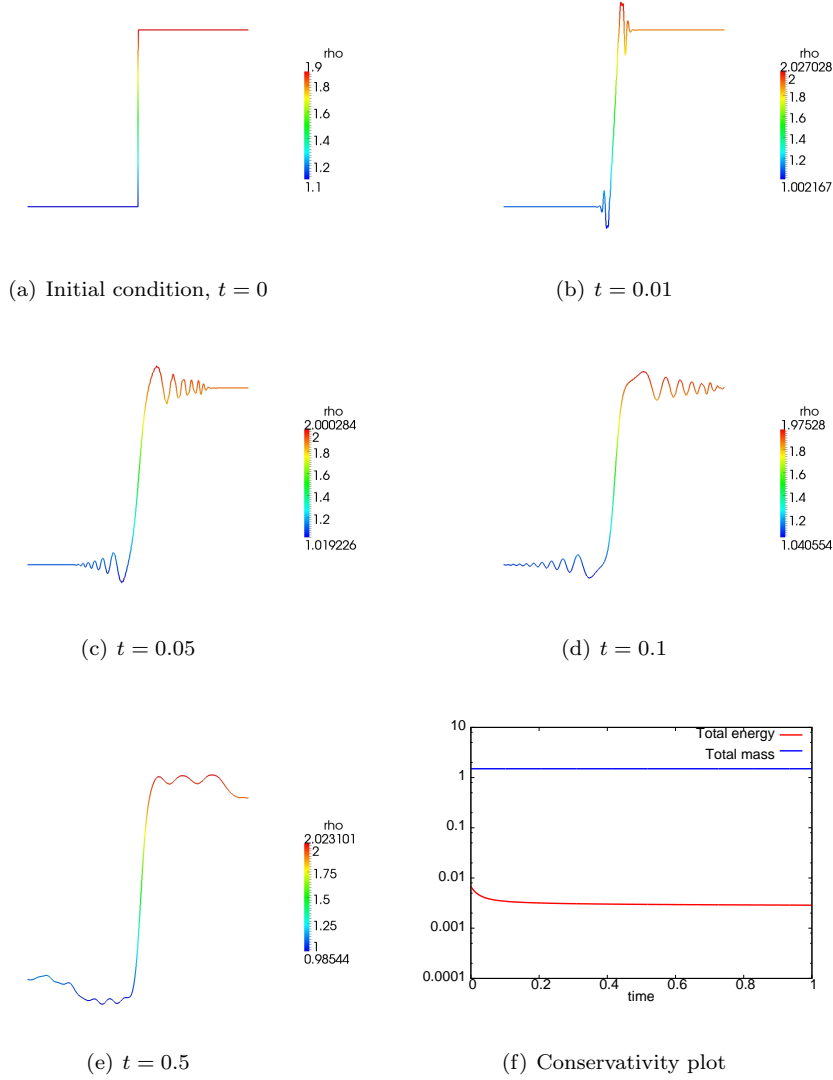 rho
1.9
1.8
1.6
1.4
1.2
1.1
(a) Initial condition, t = 0
rho
2.027028
2
1.8
1.6
1.4
1.2
1.002167
(b) t = 0.01
rho
2.000284
2
1.8
1.6
1.4
1.2
1.019226
(c) t = 0.05
rho
1.97528
1.8
1.6
1.4
1.2
1.040554
(d) t = 0.1
rho
2.023101
2
1.75
1.5
1.25
1
0.98544
(e) t = 0.5
10
1
0.1
0.01
0.001
0.0001
Total energy
Total mass
0 0.2 0.4 0.6 0.8 1
time
(f) Conservativity plot